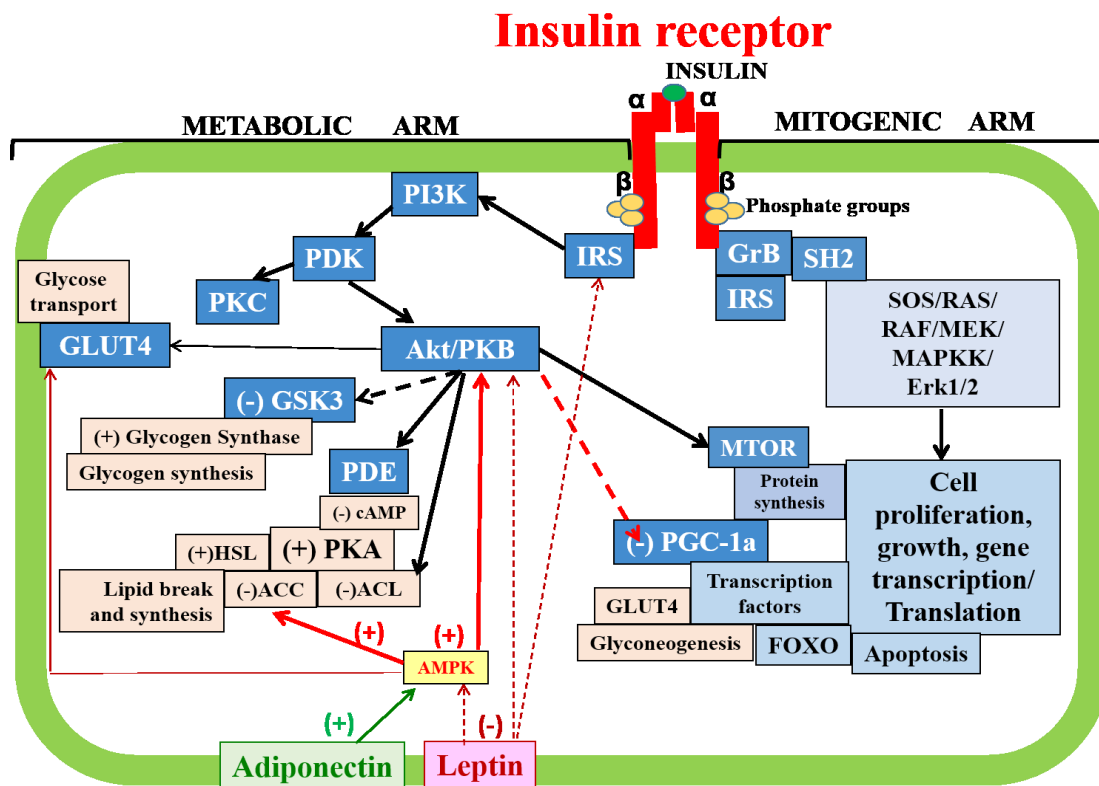 Insulin receptor
INSULIN
α
α
METABOLIC ARM
MITOGENIC ARM
β
β
Phosphate groups
PI3K
IRS
PDK
PKC
GrB
SH2
IRS
Glycose
transport
GLUT4
Akt/PKB
SOS/RAS/
RAF/MEK/
MAPKK/
Erk1/2
(-) GSK3
(+) Glycogen Synthase
Glycogen synthesis
PDE
(-) cAMP
(+)HSL
(+) PKA
Lipid break
and synthesis
(-)ACC
(-)ACL
MTOR
Protein
synthesis
(-) PGC-1a
Transcription
factors
GLUT4
Glyconeogenesis
FOXO
Apoptosis
Cell
proliferation,
growth, gene
transcription/
Translation
(+)
(+)
AMPK
(+)
(-)
Adiponectin
Leptin